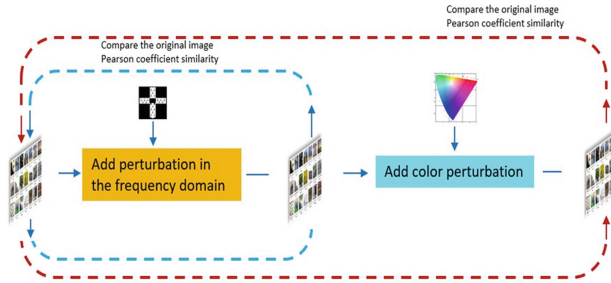 Compare the original image
Pearson coefficient similarity
Compare the original image
Pearson coefficient similarity
Add perturbation in
the frequency domain
Add color perturbation